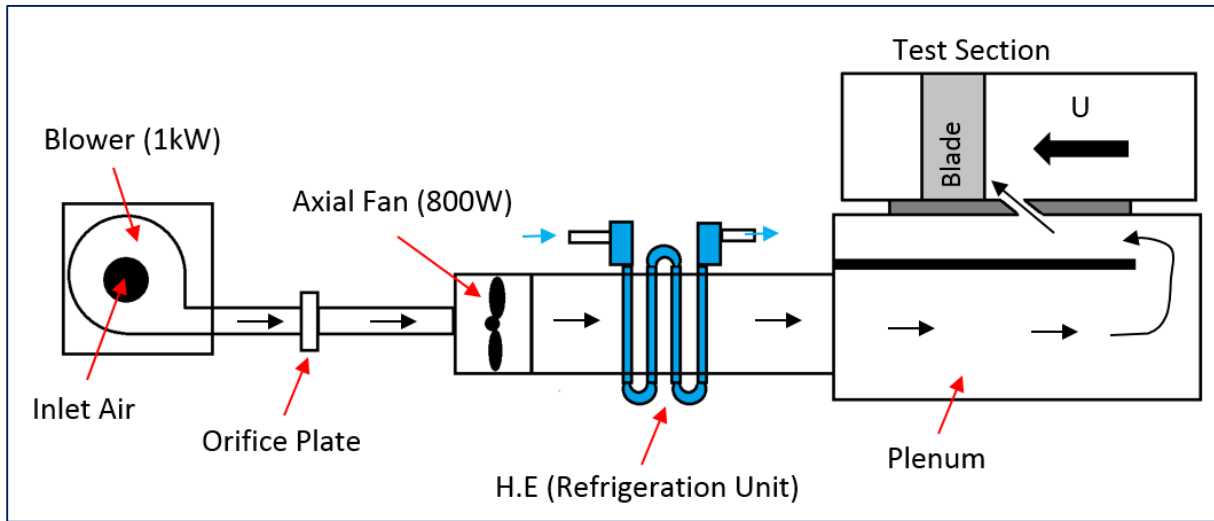 Test Section
U
Blower (1kW)
Blade
Axial Fan (800W)
Inlet Air
Orifice Plate
Plenum
H.E (Refrigeration Unit)